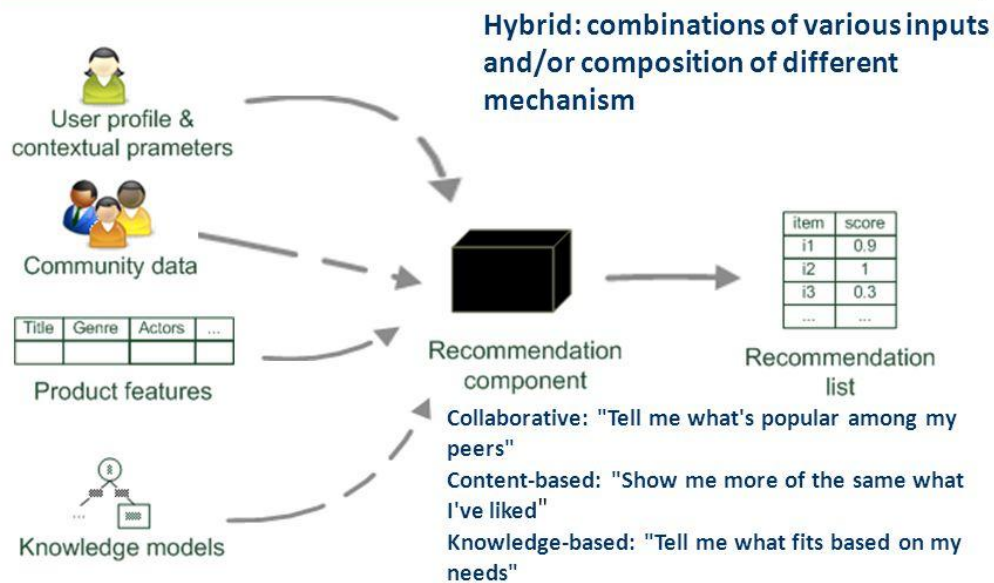 Hybrid: combinations of various inputs
and/or composition of different
mechanism
User profile &
contextual prameters
Community data
Title Genre Actors ...
Product features
Knowledge models
...
Recommendation
component
item score
i1 0.9
i2 1
i3 0.3
... ...
Recommendation
list
Collaborative: "Tell me what's popular among my
peers"
Content-based: "Show me more of the same what
I've liked"
Knowledge-based: "Tell me what fits based on my
needs"